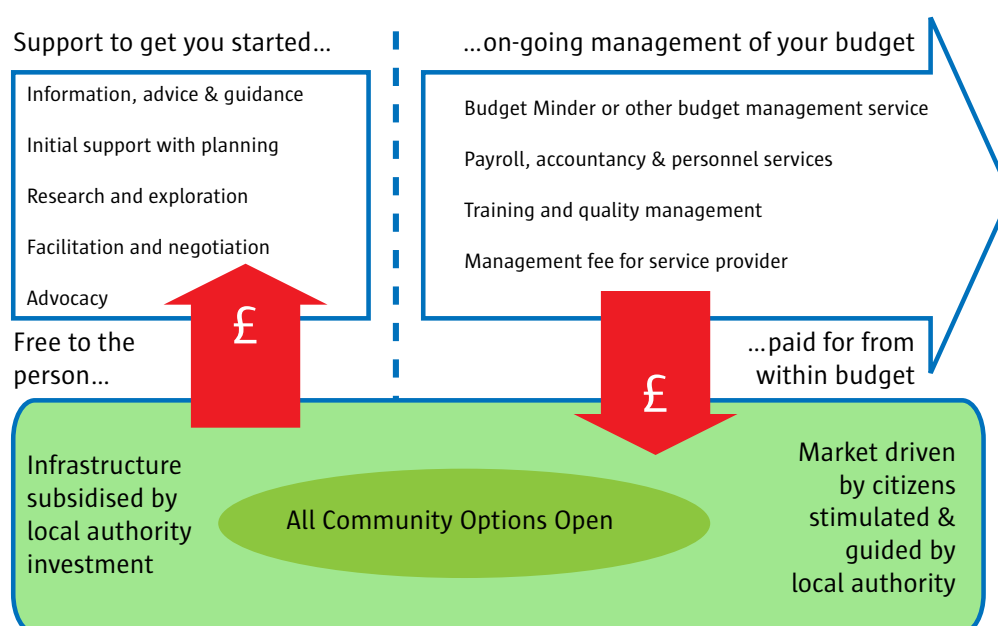 Support to get you started...
Information, advice & guidance
Initial support with planning
Research and exploration
Facilitation and negotiation
Advocacy
£
Free to the
person...
...on-going management of your budget
Budget Minder or other budget management service
Payroll, accountancy & personnel services
Training and quality management
Management fee for service provider
£
...paid for from
within budget
Infrastructure
subsidised by
local authority
investment
All Community Options Open
Market driven
by citizens
stimulated &
guided by
local authority